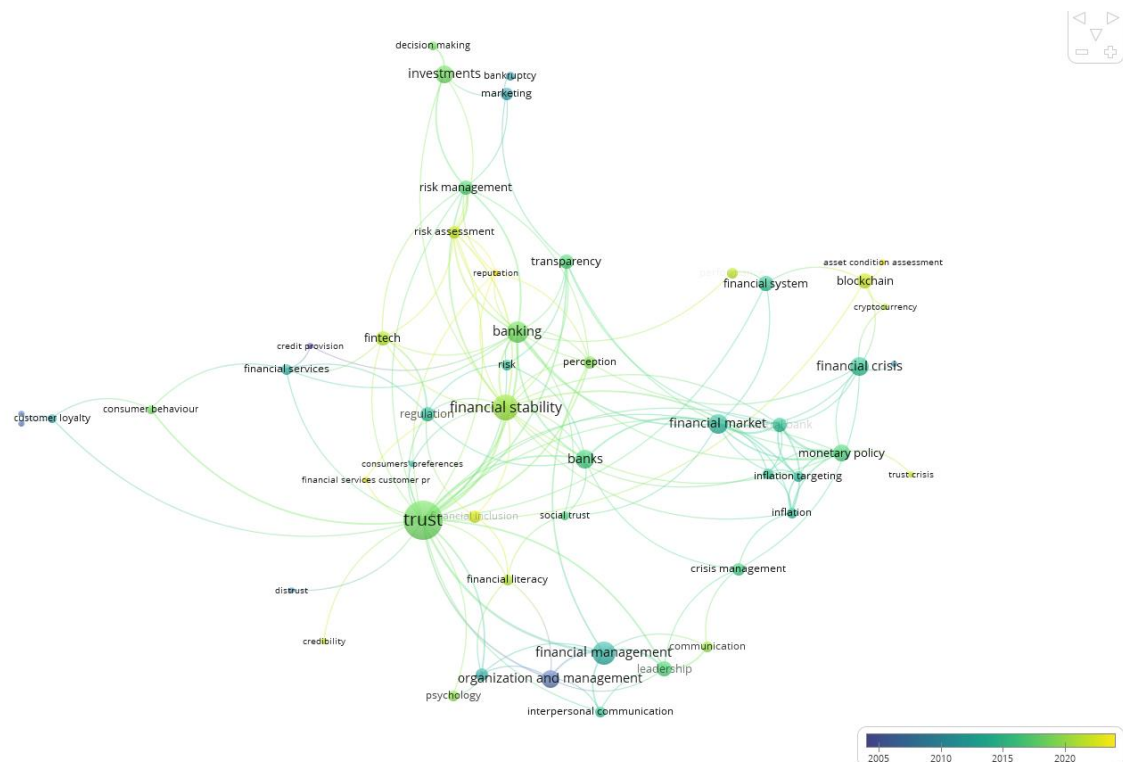 decision making
investments
bankruptcy
marketing
risk management
risk assessment
reputation
transparency
asset condition assessment
financial system
blockchain
cryptocurrency
banking
fintech
credit provision
financial services
risk
perception
financial crisis
customer loyalty
consumer behaviour
regulation
financial stability
financial market
bank
monetary policy
banks
consumers' preferences
financial services customer pr
inflation targeting
trust crisis
trust
financial inclusion
social trust
inflation
crisis management
financial literacy
distrust
credibility
financial management
communication
leadership
organization and management
psychology
interpersonal communication
2005 2010 2015 2020